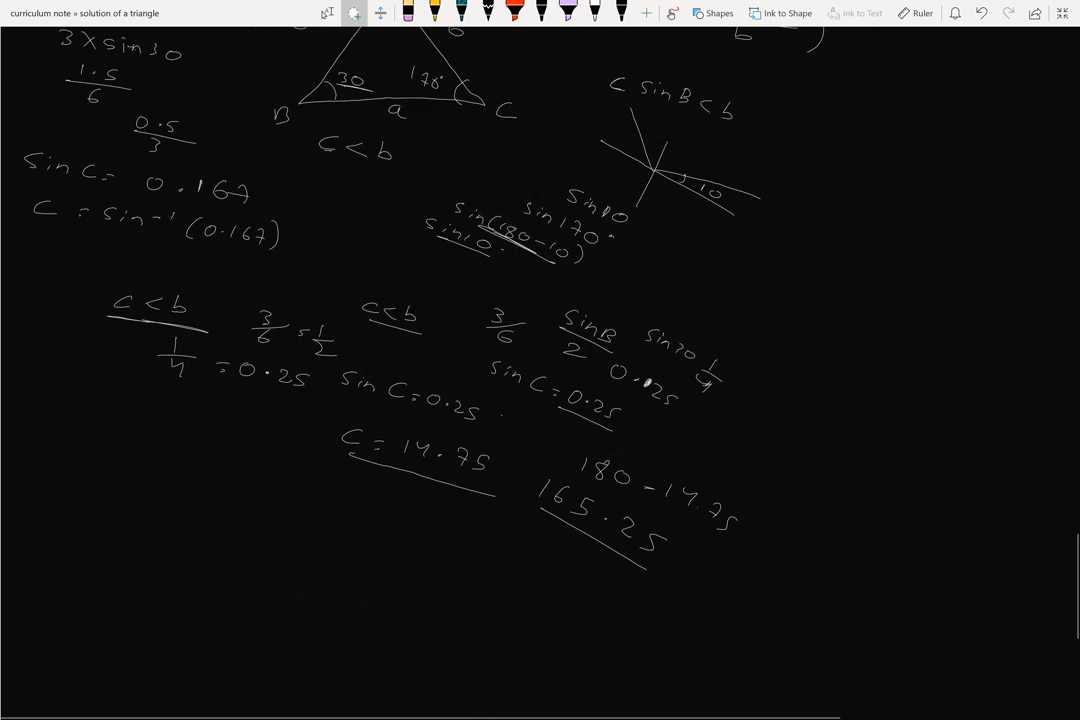 curriculum note » solution of a triangle
Shapes
Ink to Shape
Ink to Text
Ruler
3 × sin 30
1.5
6
0.5
3
sin C = 0.167
C = sin-1 (0.167)
30
170°
B
a
C
c < b
b
)
C sin B < b
10
sin 10
sin 170
sin(180-10)
sin 10
c < b
3
6
= 1
2
1
4
= 0.25
c < b
sin C = 0.25
C = 14.75
3
6
sin B
2
sin 30
1
4
0.125
sin C = 0.25
180 - 14.75
165.25